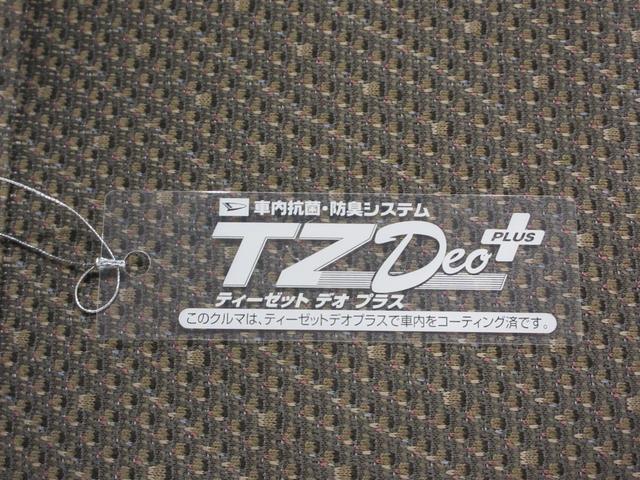 車内抗菌・防臭システム
TZ Deo PLUS
ティーゼット デオ プラス
このクルマは、ティーゼットデオプラスで車内をコーティング済です。